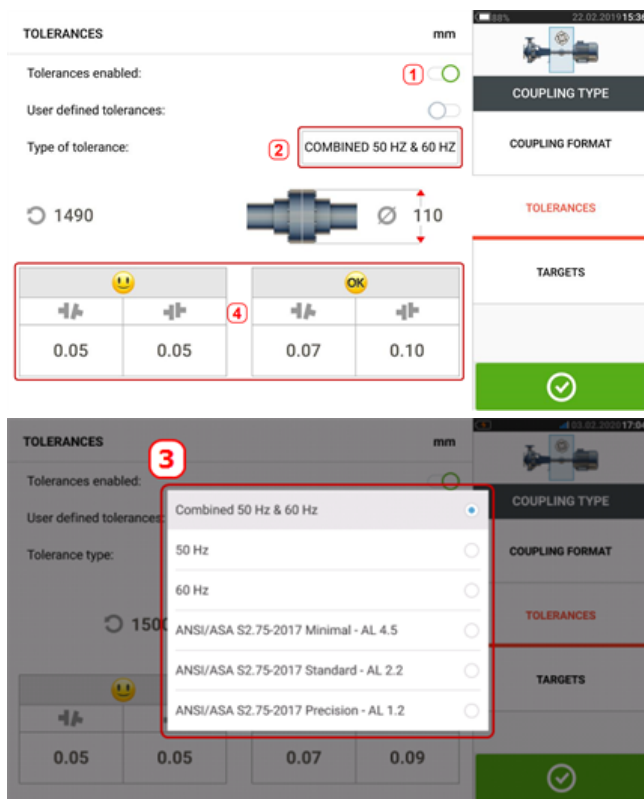 88% 22.02.2019 15:36
TOLERANCES mm
Tolerances enabled: 1
COUPLING TYPE
User defined tolerances:
Type of tolerance: 2 COMBINED 50 HZ & 60 HZ
COUPLING FORMAT
1490 110
TOLERANCES
OK
4
TARGETS
0.05 0.05 0.07 0.10
03.02.2020 17:04
TOLERANCES mm
3
Tolerances enabled:
COUPLING TYPE
User defined tolerances:
Tolerance type:
Combined 50 Hz & 60 Hz
50 Hz
60 Hz
ANSI/ASA S2.75-2017 Minimal - AL 4.5
ANSI/ASA S2.75-2017 Standard - AL 2.2
ANSI/ASA S2.75-2017 Precision - AL 1.2
COUPLING FORMAT
1500
TOLERANCES
TARGETS
0.05 0.05 0.07 0.09